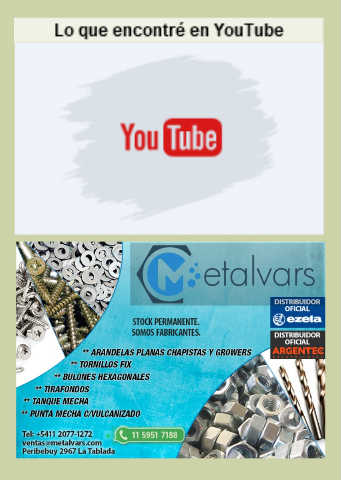 Lo que encontré en YouTube
YouTube
Metalvars
DISTRIBUIDOR
OFICIAL
ezeta
DISTRIBUIDOR
OFICIAL
ARGENTEC
STOCK PERMANENTE.
SOMOS FABRICANTES.
** ARANDELAS PLANAS CHAPISTAS Y GROWERS
** TORNILLOS FIX
** BULONES HEXAGONALES
** TIRAFONDOS
** TANQUE MECHA
** PUNTA MECHA C/VULCANIZADO
Tel: +5411 2077-1272
11 5951 7188
ventas@metalvars.com
Peribebuy 2967 La Tablada